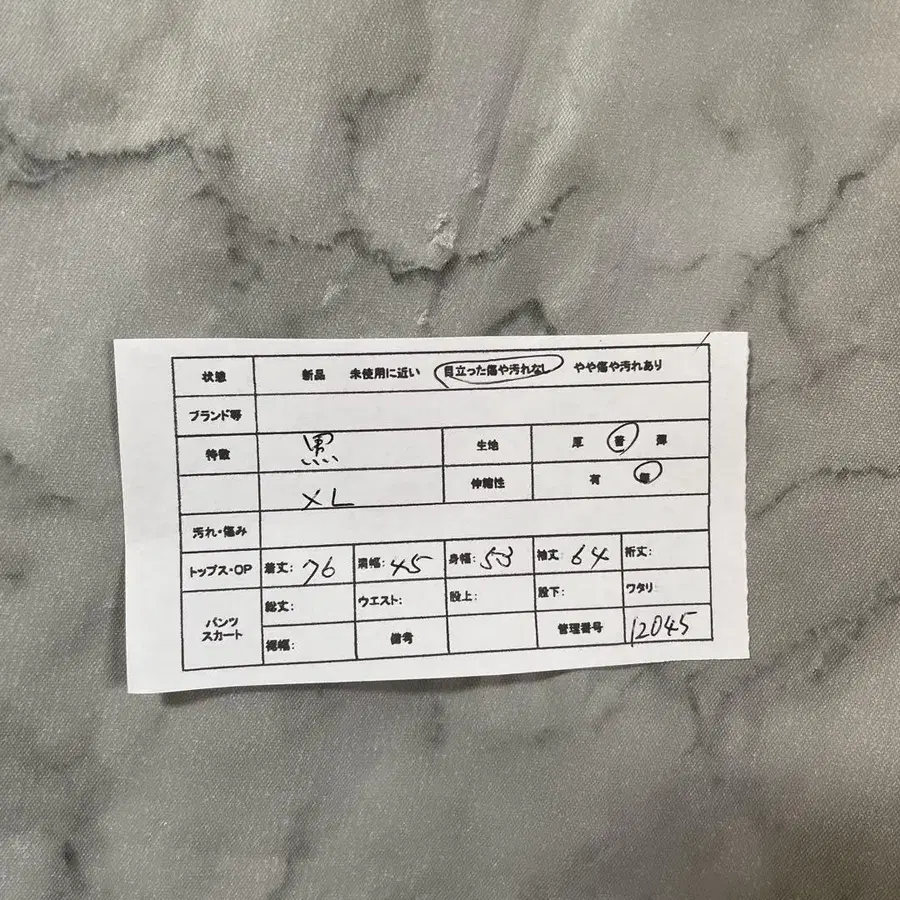 状態 新品 未使用に近い 目立った傷や汚れなし やや傷や汚れあり
ブランド等
特徴 黒 生地 厚 普 薄
XL 伸縮性 有 無
汚れ・傷み
トップス・OP 着丈: 76 肩幅: 45 身幅: 53 袖丈: 64 裄丈:
パンツ スカート 総丈: ウエスト: 股上: 股下: ワタリ:
裾幅: 備考 管理番号 12045